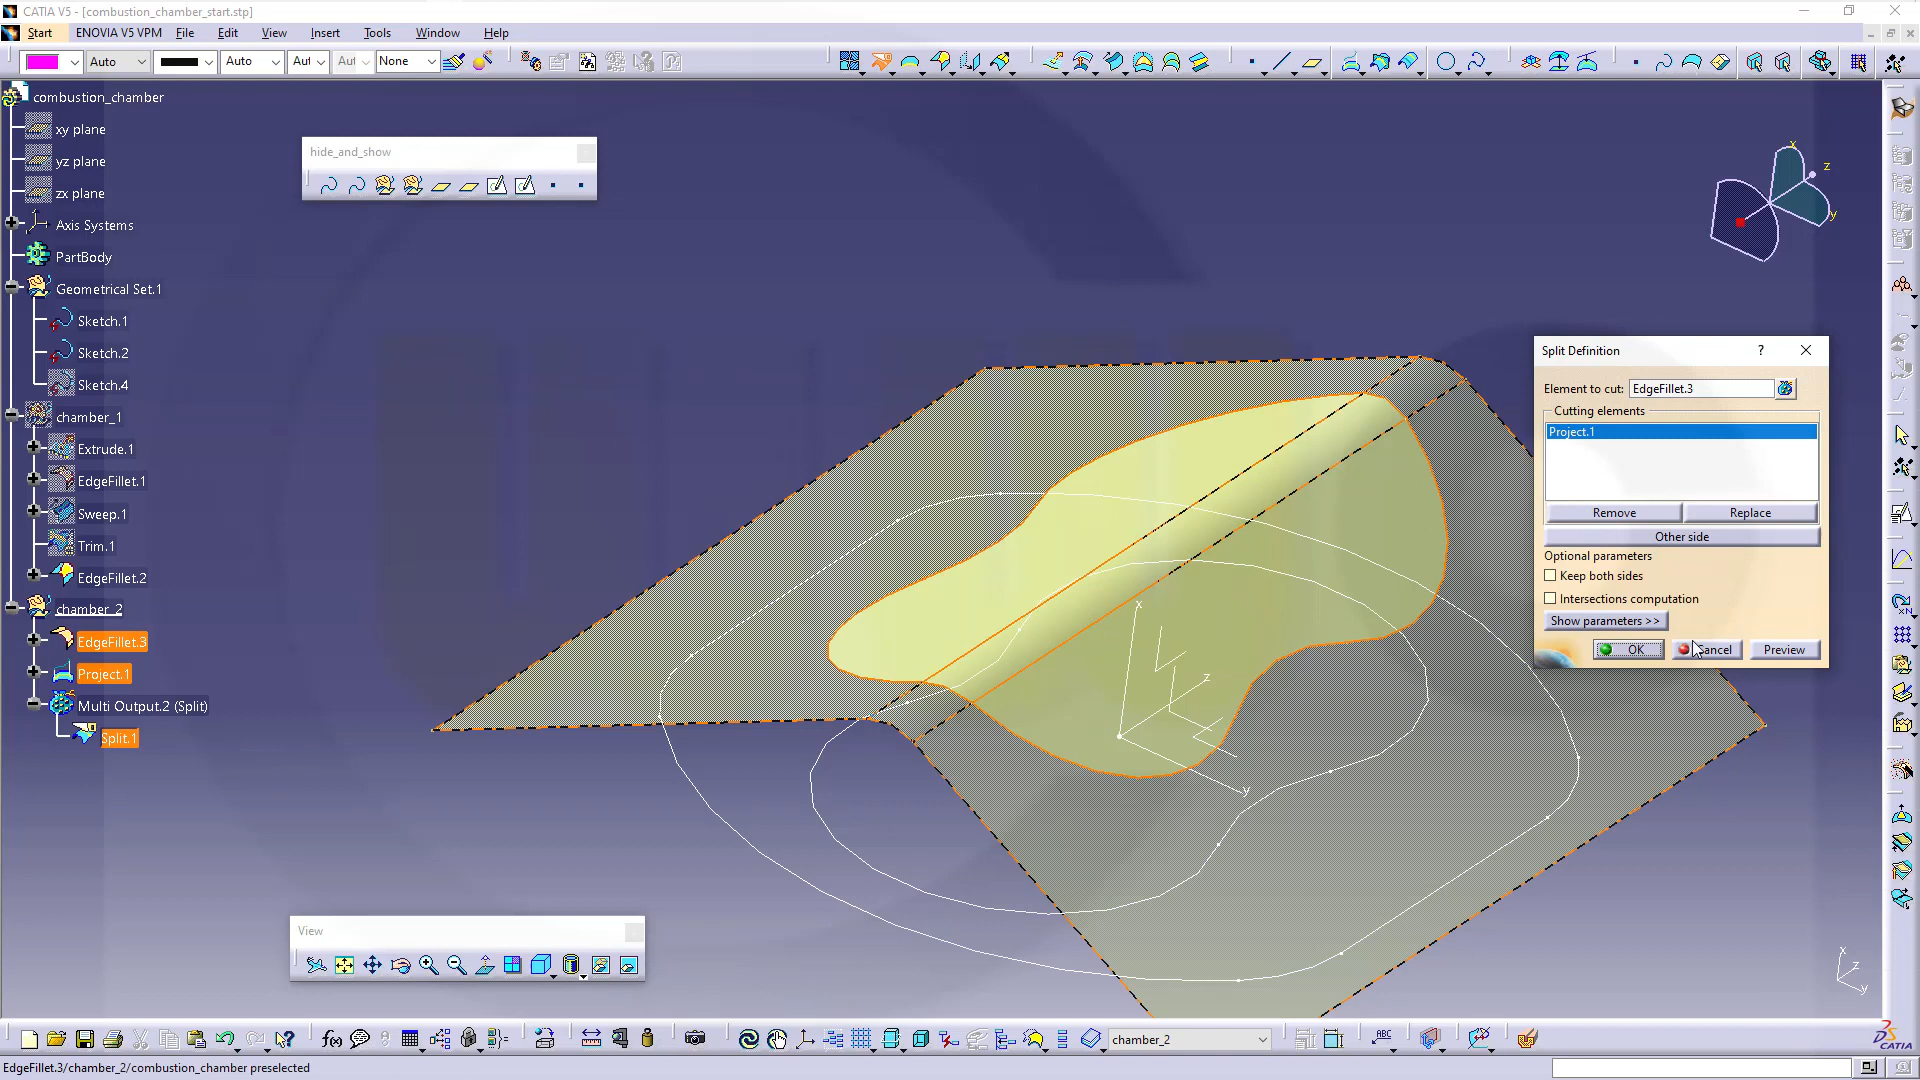 CATIA V5 - [combustion_chamber_start.stp]
Start ENOVIA V5 VPM File Edit View Insert Tools Window Help
Auto Auto Aut Aut None
combustion_chamber
xy plane
yz plane
zx plane
Axis Systems
PartBody
Geometrical Set.1
Sketch.1
Sketch.2
Sketch.4
chamber_1
Extrude.1
EdgeFillet.1
Sweep.1
Trim.1
EdgeFillet.2
chamber_2
EdgeFillet.3
Project.1
Multi Output.2 (Split)
Split.1
hide_and_show
x
z
y
Split Definition ? X
Element to cut: EdgeFillet.3
Cutting elements
Project.1
Remove Replace
Other side
Optional parameters
Keep both sides
Intersections computation
Show parameters >>
OK Cancel Preview
x
z
y
View
x
z
y
f(x) ABC chamber_2
CATIA
EdgeFillet.3/chamber_2/combustion_chamber preselected